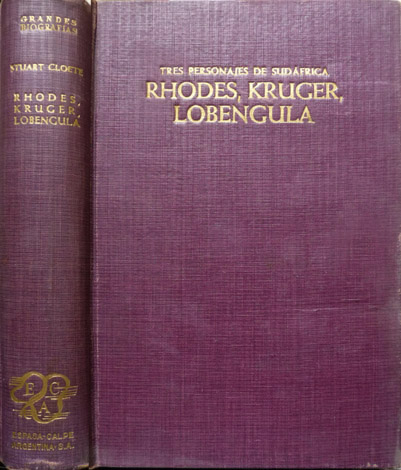 GRANDES
BIOGRAFIAS
STUART CLOETE
RHODES,
KRUGER,
LOBENGULA
E C
A
ESPASA-CALPE
ARGENTINA-S.A.
TRES PERSONAJES DE SUDÁFRICA
RHODES, KRUGER,
LOBENGULA